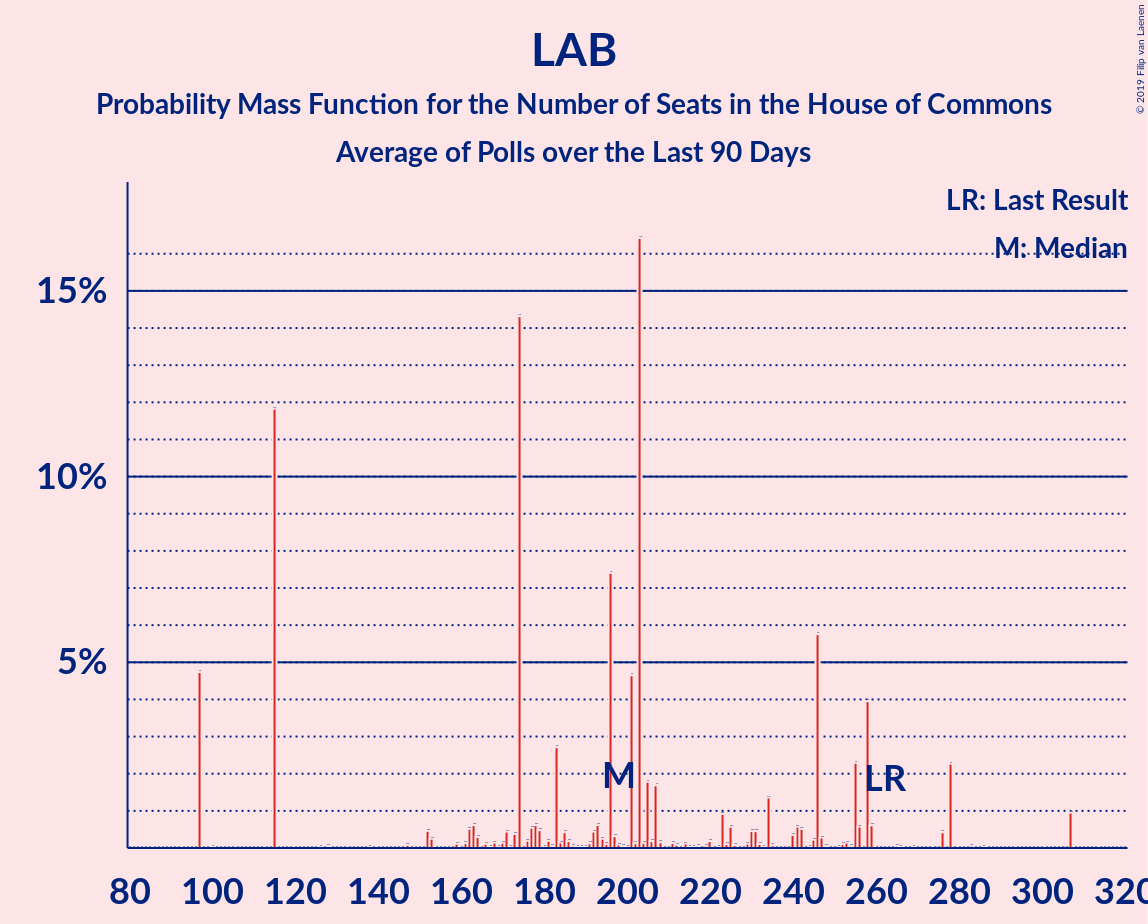 © 2019 Filip van Laenen
LAB
Probability Mass Function for the Number of Seats in the House of Commons
Average of Polls over the Last 90 Days
LR: Last Result
M: Median
15%
10%
5%
M
LR
80 100 120 140 160 180 200 220 240 260 280 300 320